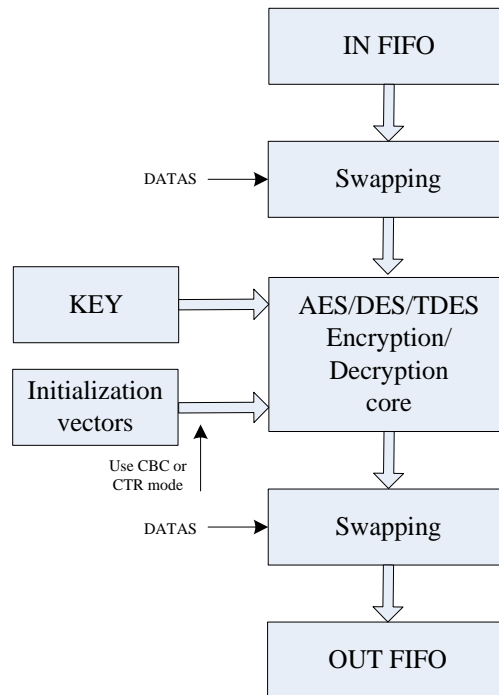 IN FIFO
DATAS
Swapping
KEY
AES/DES/TDES
Encryption/
Decryption
core
Initialization
vectors
Use CBC or
CTR mode
DATAS
Swapping
OUT FIFO